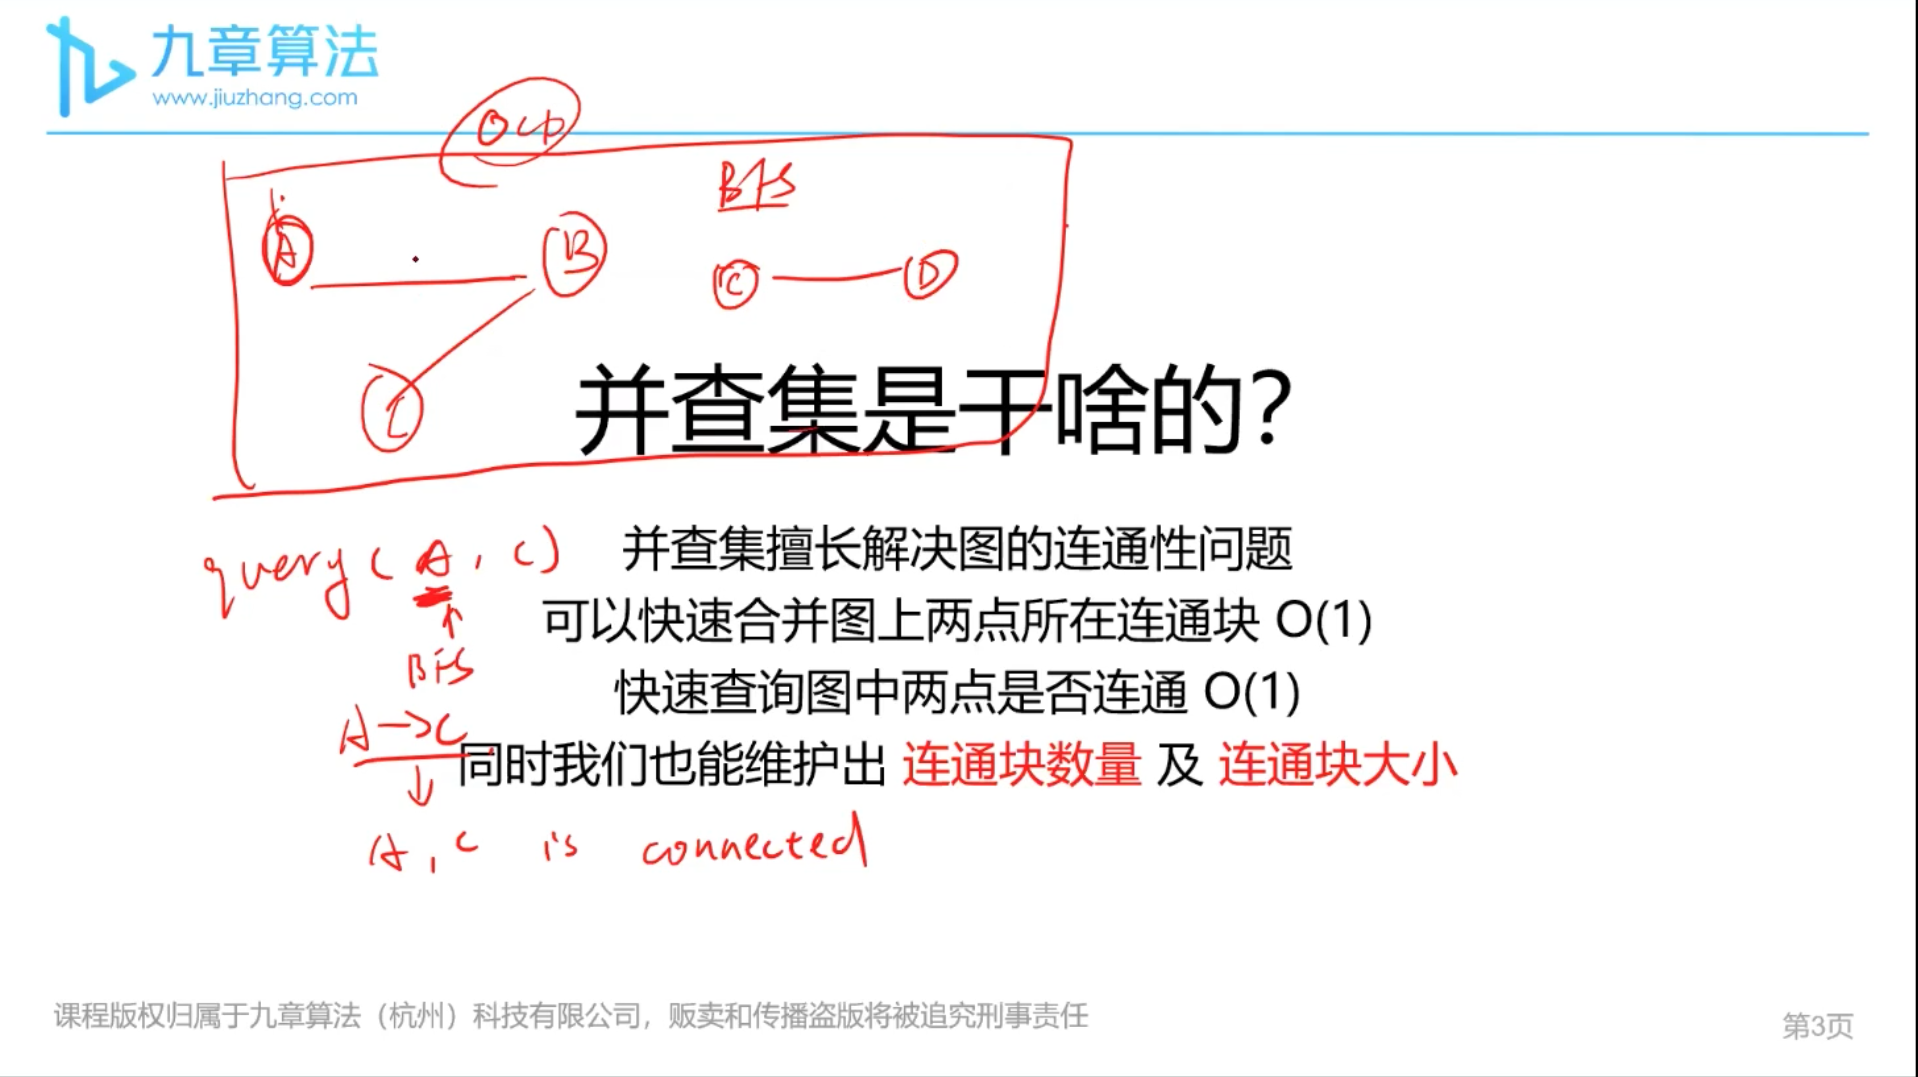 九章算法
www.jiuzhang.com
BFS
A
B
C
D
并查集是干啥的？
query(A, C)
并查集擅长解决图的连通性问题
可以快速合并图上两点所在连通块 O(1)
BFS
快速查询图中两点是否连通 O(1)
A→C
同时我们也能维护出 连通块数量 及 连通块大小
A, C is connected
课程版权归属于九章算法（杭州）科技有限公司，贩卖和传播盗版将被追究刑事责任
第3页